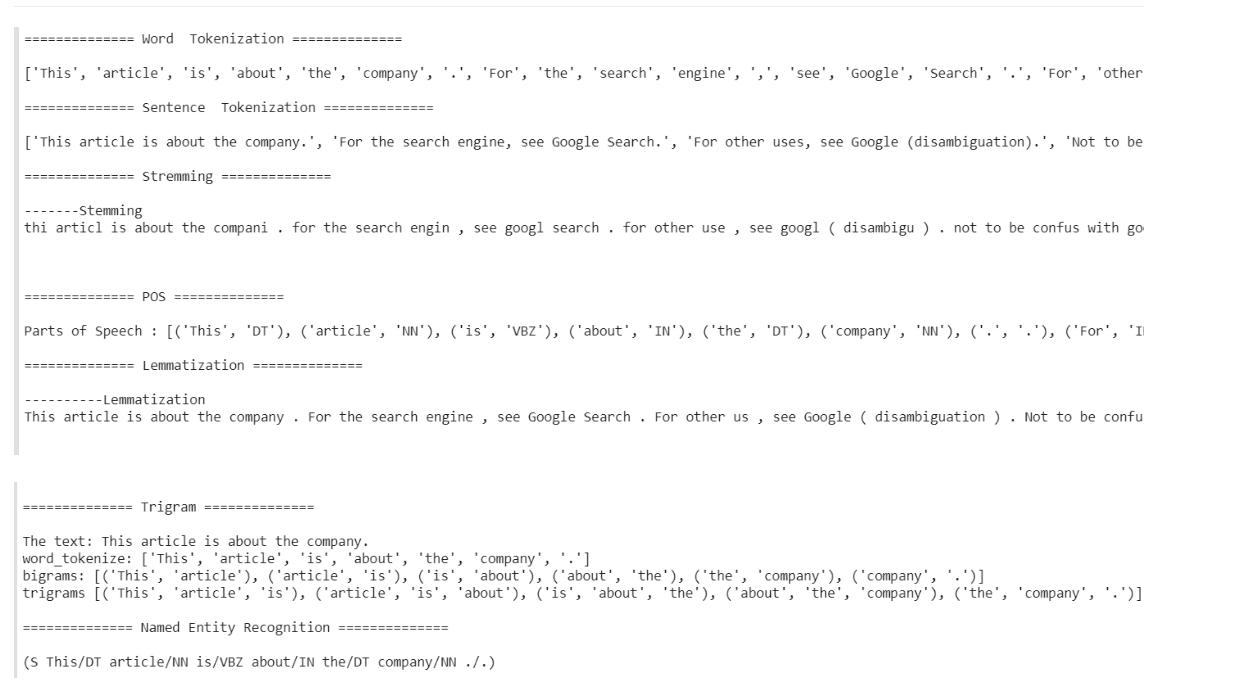 ============== Word  Tokenization ==============
['This', 'article', 'is', 'about', 'the', 'company', '.', 'For', 'the', 'search', 'engine', ',', 'see', 'Google', 'Search', '.', 'For', 'other
============== Sentence  Tokenization ==============
['This article is about the company.', 'For the search engine, see Google Search.', 'For other uses, see Google (disambiguation).', 'Not to be
============== Stremming ==============
-------Stemming
thi articl is about the compani . for the search engin , see googl search . for other use , see googl ( disambigu ) . not to be confus with go
============== POS ==============
Parts of Speech : [('This', 'DT'), ('article', 'NN'), ('is', 'VBZ'), ('about', 'IN'), ('the', 'DT'), ('company', 'NN'), ('.', '.'), ('For', 'I
============== Lemmatization ==============
----------Lemmatization
This article is about the company . For the search engine , see Google Search . For other us , see Google ( disambiguation ) . Not to be confu
============== Trigram ==============
The text: This article is about the company.
word_tokenize: ['This', 'article', 'is', 'about', 'the', 'company', '.']
bigrams: [('This', 'article'), ('article', 'is'), ('is', 'about'), ('about', 'the'), ('the', 'company'), ('company', '.')]
trigrams [('This', 'article', 'is'), ('article', 'is', 'about'), ('is', 'about', 'the'), ('about', 'the', 'company'), ('the', 'company', '.')]
============== Named Entity Recognition ==============
(S This/DT article/NN is/VBZ about/IN the/DT company/NN ./.)